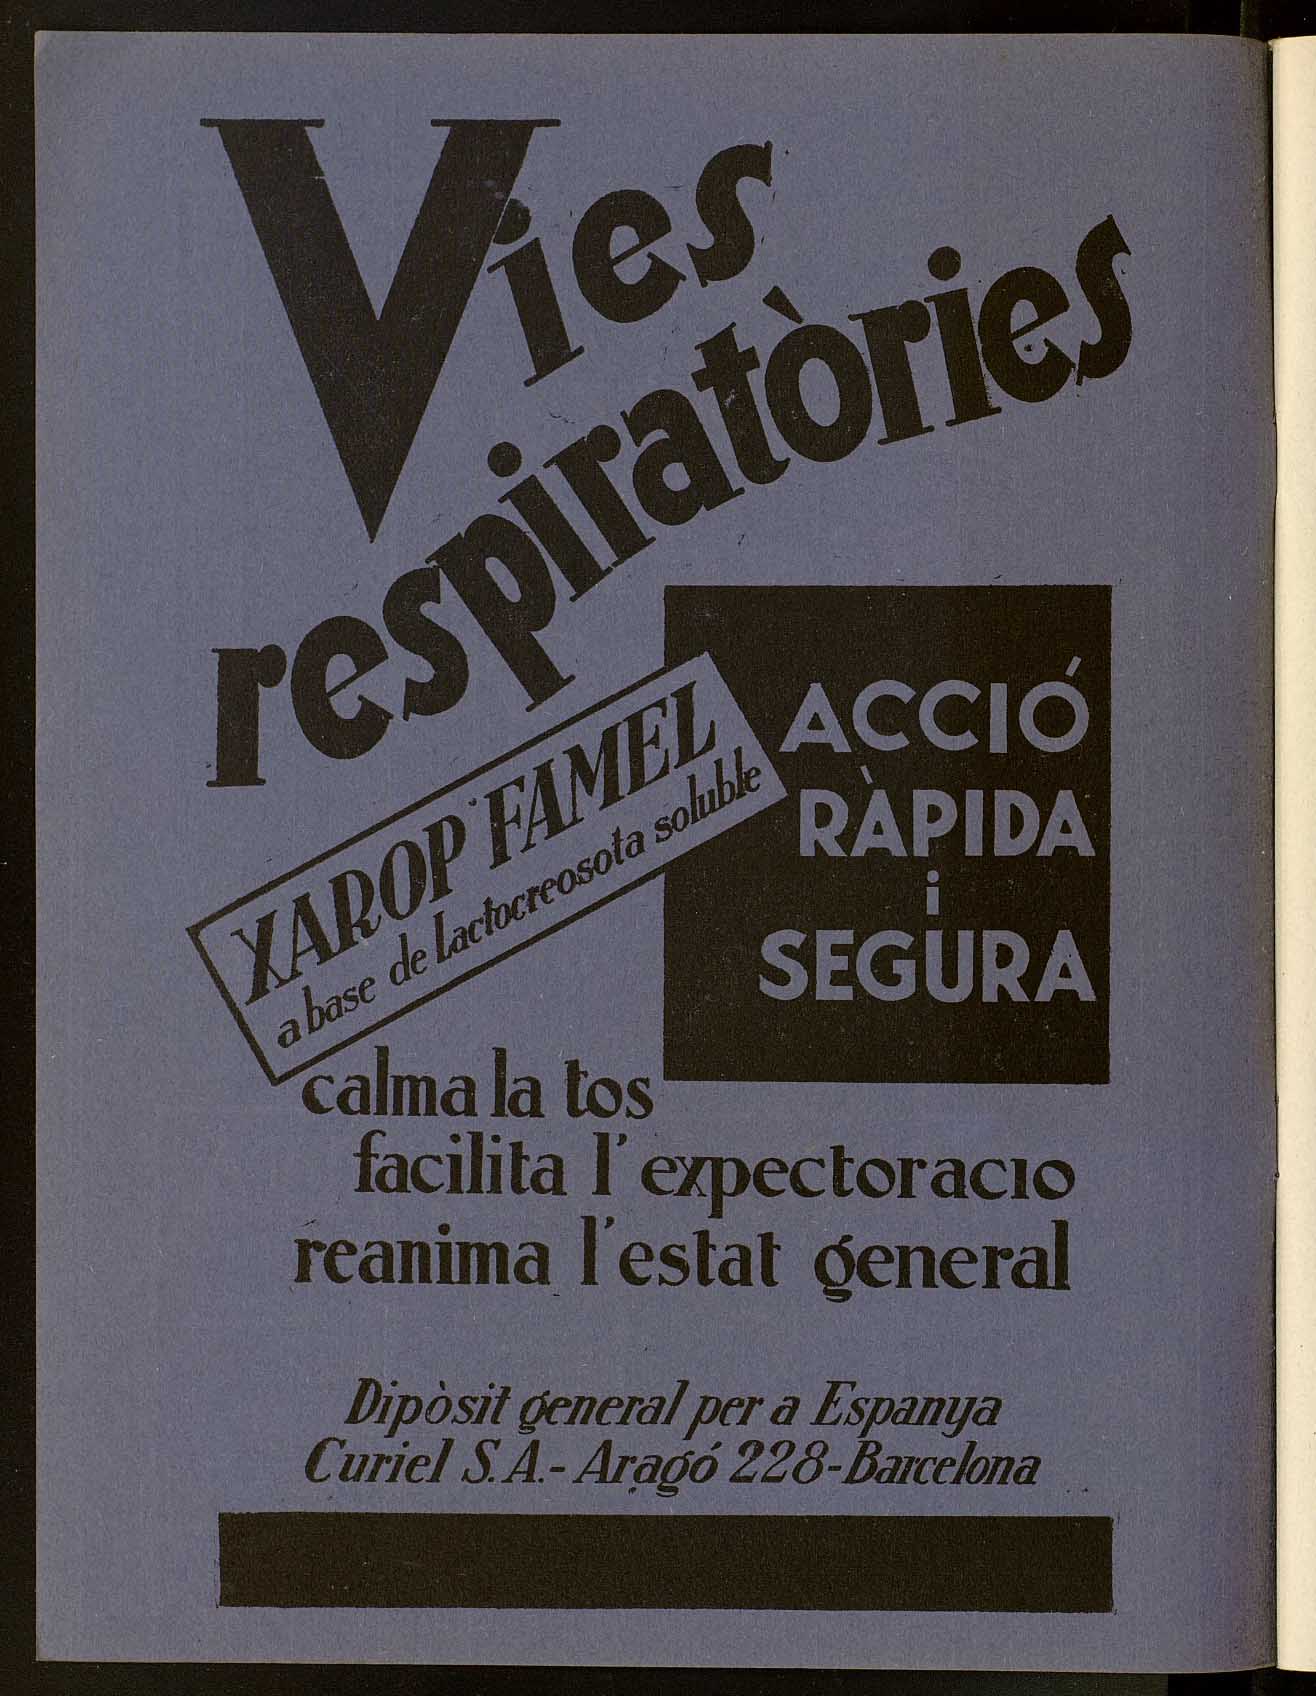 Vies
respiratòries
XAROP FAMEL
a base de Lactocreosota soluble
ACCIÓ
RÀPIDA
i
SEGURA
calma la tos
facilita l'expectoracio
reanima l'estat general
Dipòsit general per a Espanya
Curiel S.A.-Aragó 228-Barcelona